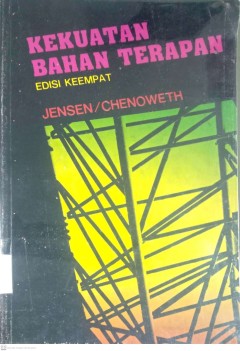 KEKUATAN
BAHAN TERAPAN
EDISI KEEMPAT
JENSEN/CHENOWETH